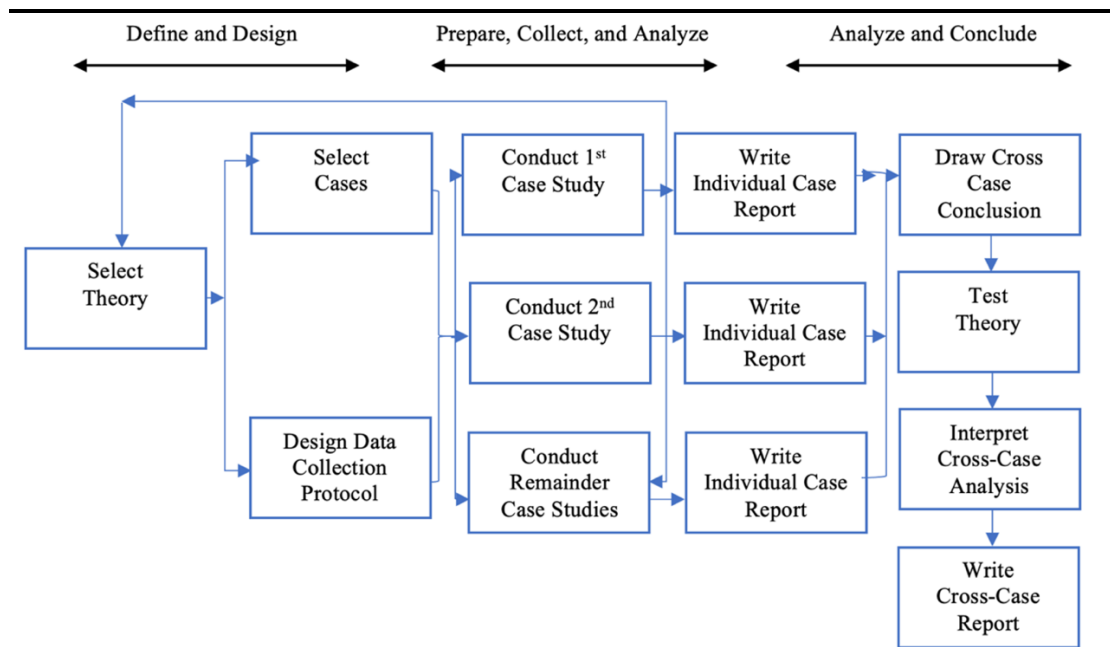 Define and Design
Prepare, Collect, and Analyze
Analyze and Conclude
Select
Theory
Select
Cases
Design Data
Collection
Protocol
Conduct 1st
Case Study
Conduct 2nd
Case Study
Conduct
Remainder
Case Studies
Write
Individual Case
Report
Write
Individual Case
Report
Write
Individual Case
Report
Draw Cross
Case
Conclusion
Test
Theory
Interpret
Cross-Case
Analysis
Write
Cross-Case
Report